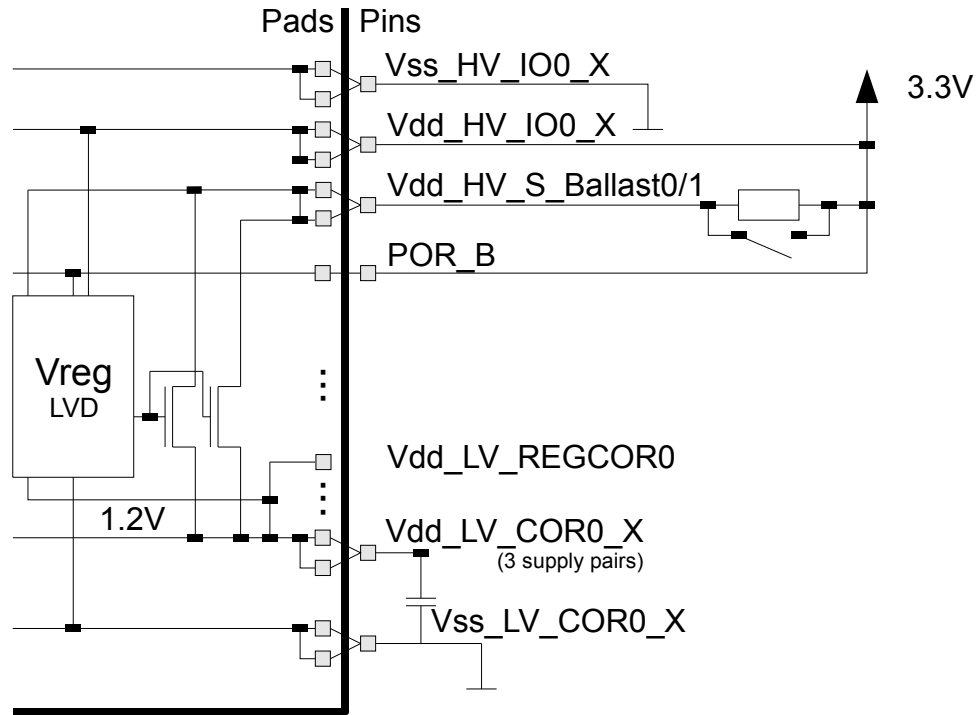 Pads Pins
Vss_HV_IO0_X
3.3V
Vdd_HV_IO0_X
Vdd_HV_S_Ballast0/1
POR_B
Vreg
LVD
Vdd_LV_REGCOR0
1.2V
Vdd_LV_COR0_X
(3 supply pairs)
Vss_LV_COR0_X